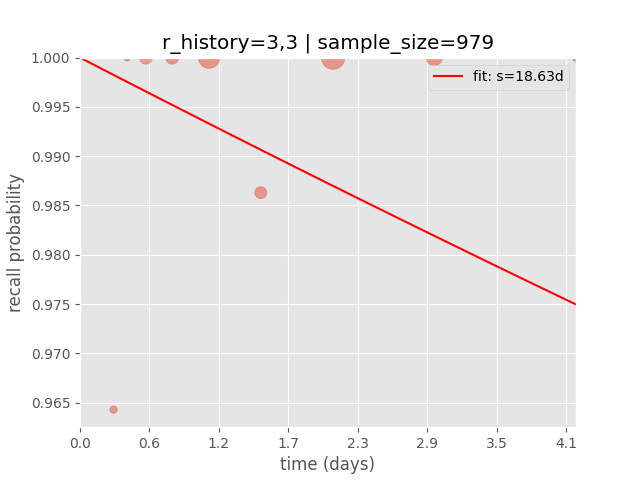 r_history=3,3 | sample_size=979
fit: s=18.63d
recall probability
1.000
0.995
0.990
0.985
0.980
0.975
0.970
0.965
0.0 0.6 1.2 1.7 2.3 2.9 3.5 4.1
time (days)